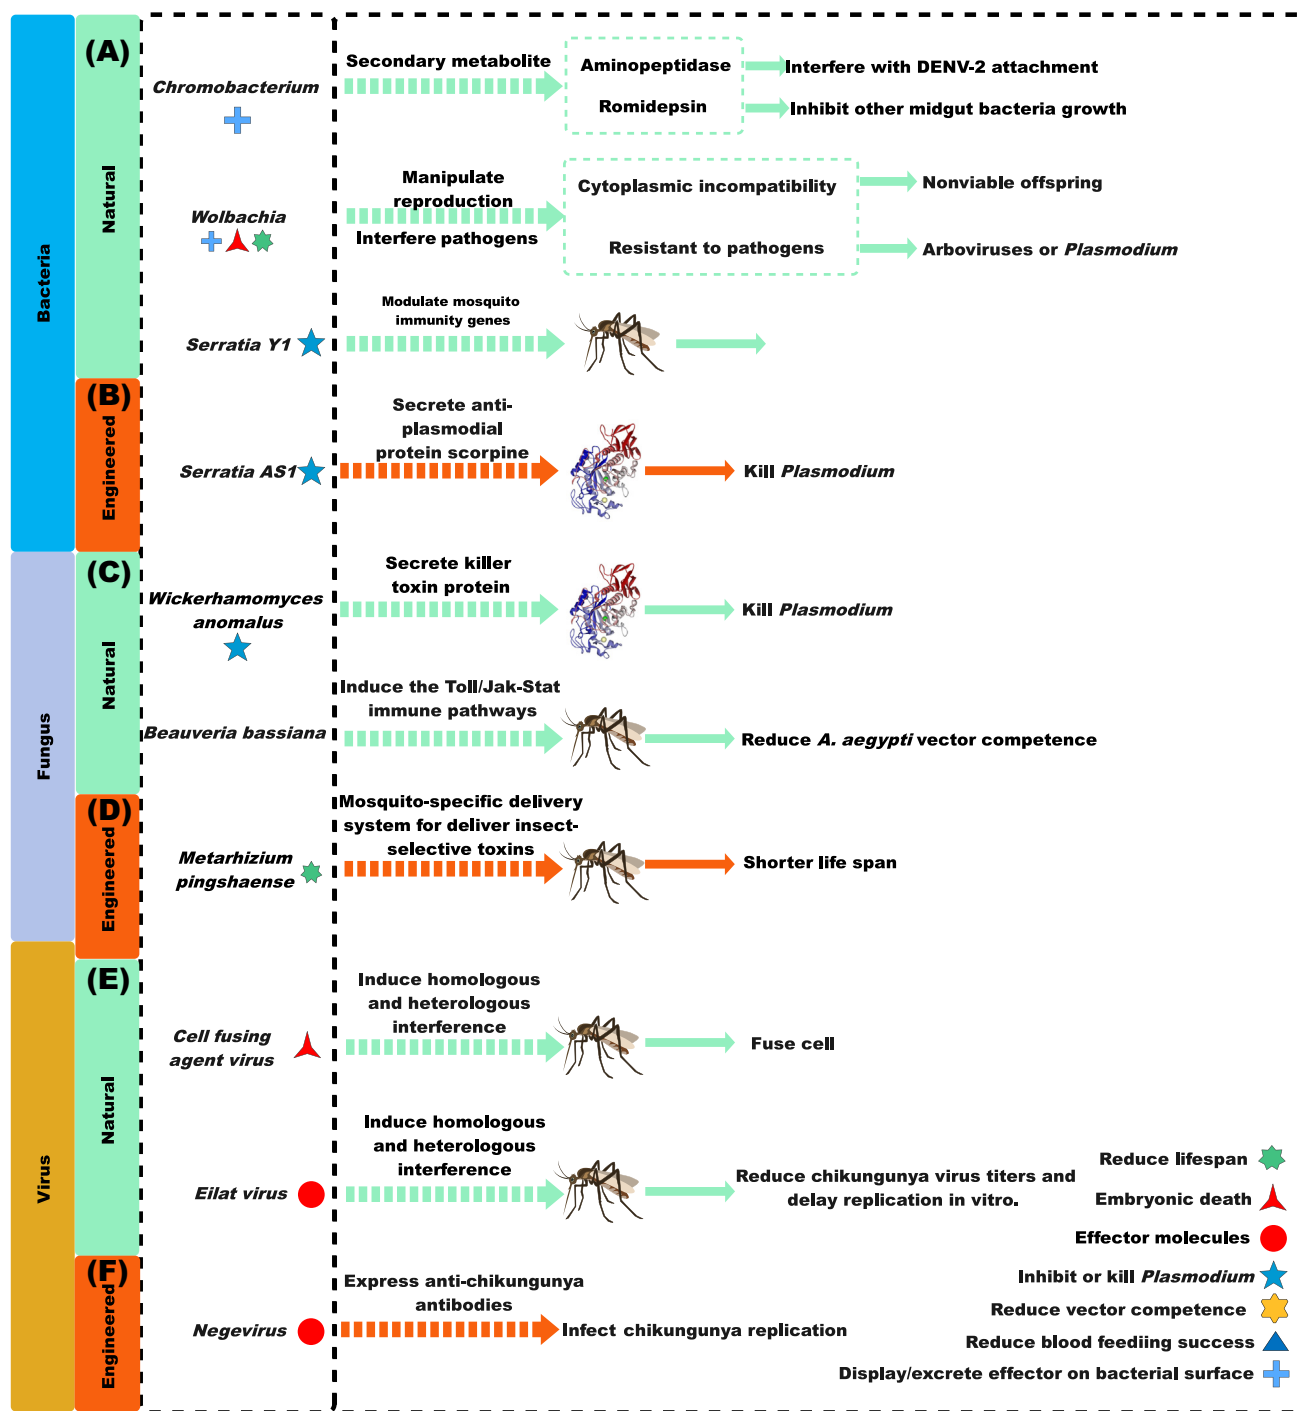 Bacteria
Natural
(A)
Chromobacterium
Secondary metabolite
Aminopeptidase
Interfere with DENV-2 attachment
Romidepsin
Inhibit other midgut bacteria growth
Wolbachia
Manipulate
reproduction
Interfere pathogens
Cytoplasmic incompatibility
Nonviable offspring
Resistant to pathogens
Arboviruses or Plasmodium
Serratia Y1
Modulate mosquito
immunity genes
(B)
Engineered
Serratia AS1
Secrete anti-
plasmodial
protein scorpine
Kill Plasmodium
Fungus
(C)
Natural
Wickerhamomyces
anomalus
Secrete killer
toxin protein
Kill Plasmodium
Beauveria bassiana
Induce the Toll/Jak-Stat
immune pathways
Reduce A. aegypti vector competence
(D)
Engineered
Metarhizium
pingshaense
Mosquito-specific delivery
system for deliver insect-
selective toxins
Shorter life span
Virus
(E)
Natural
Cell fusing
agent virus
Induce homologous
and heterologous
interference
Fuse cell
Eilat virus
Induce homologous
and heterologous
interference
Reduce chikungunya virus titers and
delay replication in vitro.
(F)
Engineered
Negevirus
Express anti-chikungunya
antibodies
Infect chikungunya replication
Reduce lifespan
Embryonic death
Effector molecules
Inhibit or kill Plasmodium
Reduce vector competence
Reduce blood feediing success
Display/excrete effector on bacterial surface